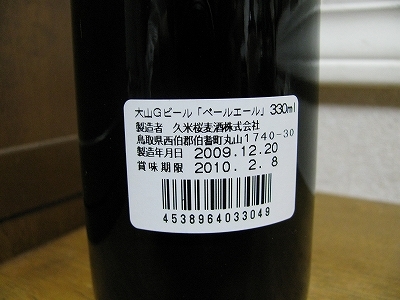 大山Gビール「ペールエール」330ml
製造者 久米桜麦酒株式会社
鳥取県西伯郡伯耆町丸山1740-30
製造年月日 2009.12.20
賞味期限 2010. 2. 8
4538964033049